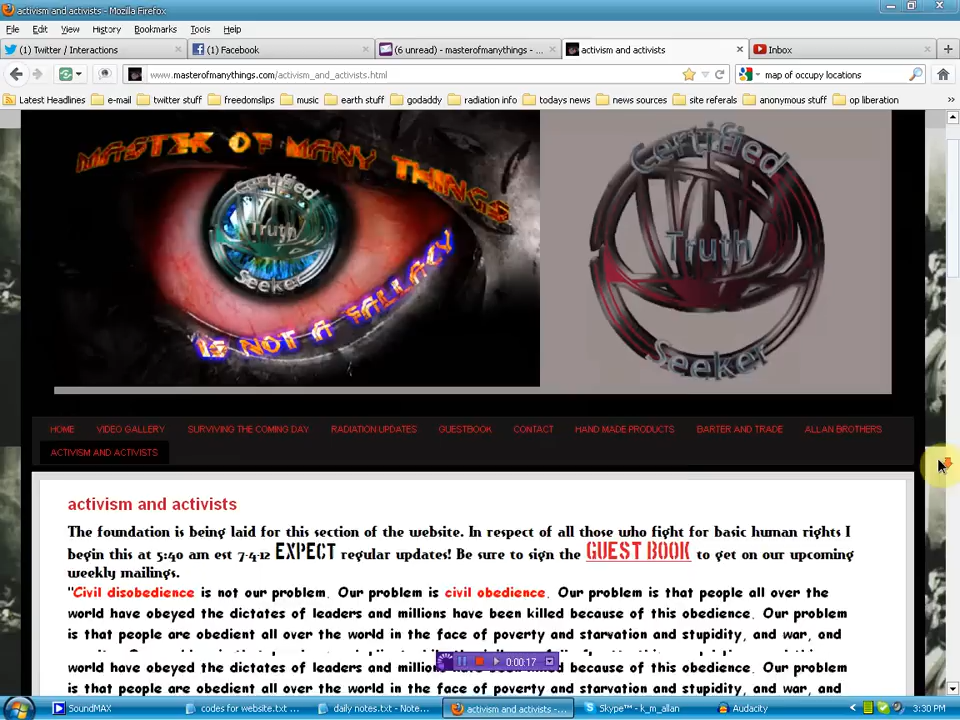 activism and activists - Mozilla Firefox
File Edit View History Bookmarks Tools Help
(1) Twitter / Interactions × (1) Facebook × (6 unread) - masterofmanythings - ... × activism and activists × Inbox × +
www.masterofmanythings.com/activism_and_activists.html map of occupy locations
Latest Headlines e-mail twitter stuff freedomslips music earth stuff godaddy radiation info todays news news sources site referals anonymous stuff op liberation »
MASTER OF MANY THINGS
Certified
Truth
Seeker
IS NOT A FALLACY
Certified
Truth
Seeker
HOME VIDEO GALLERY SURVIVING THE COMING DAY RADIATION UPDATES GUESTBOOK CONTACT HAND MADE PRODUCTS BARTER AND TRADE ALLAN BROTHERS
ACTIVISM AND ACTIVISTS
activism and activists
The foundation is being laid for this section of the website. In respect of all those who fight for basic human rights I
begin this at 5:40 am est 7-4-12 EXPECT regular updates! Be sure to sign the GUEST BOOK to get on our upcoming
weekly mailings.
"Civil disobedience is not our problem. Our problem is civil obedience. Our problem is that people all over the
world have obeyed the dictates of leaders and millions have been killed because of this obedience. Our problem
is that people are obedient all over the world in the face of poverty and starvation and stupidity, and war, and
world have obeyed the dictates of leaders and millions have been killed because of this obedience. Our problem
is that people are obedient all over the world in the face of poverty and starvation and stupidity, and war, and
0:00:17
SoundMAX codes for website.txt ... daily notes.txt - Note... activism and activists -... Skype™ - k_m_allan Audacity 3:30 PM